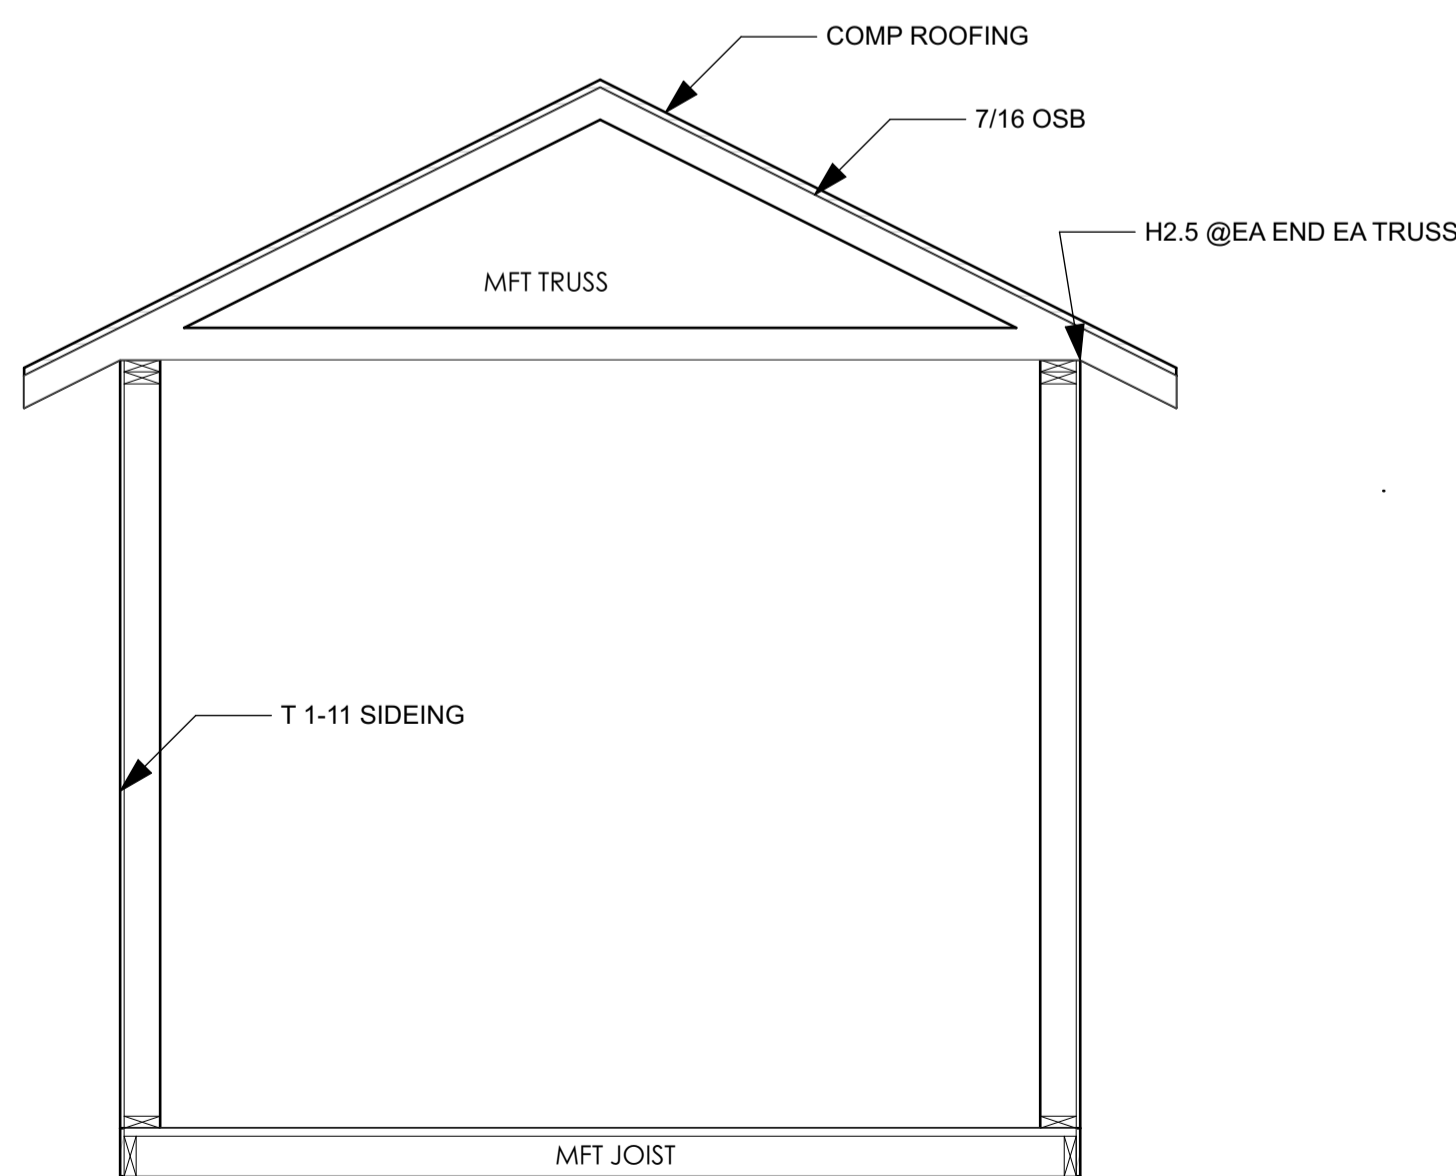 COMP ROOFING
7/16 OSB
H2.5 @EA END EA TRUSS
MFT TRUSS
T 1-11 SIDEING
MFT JOIST